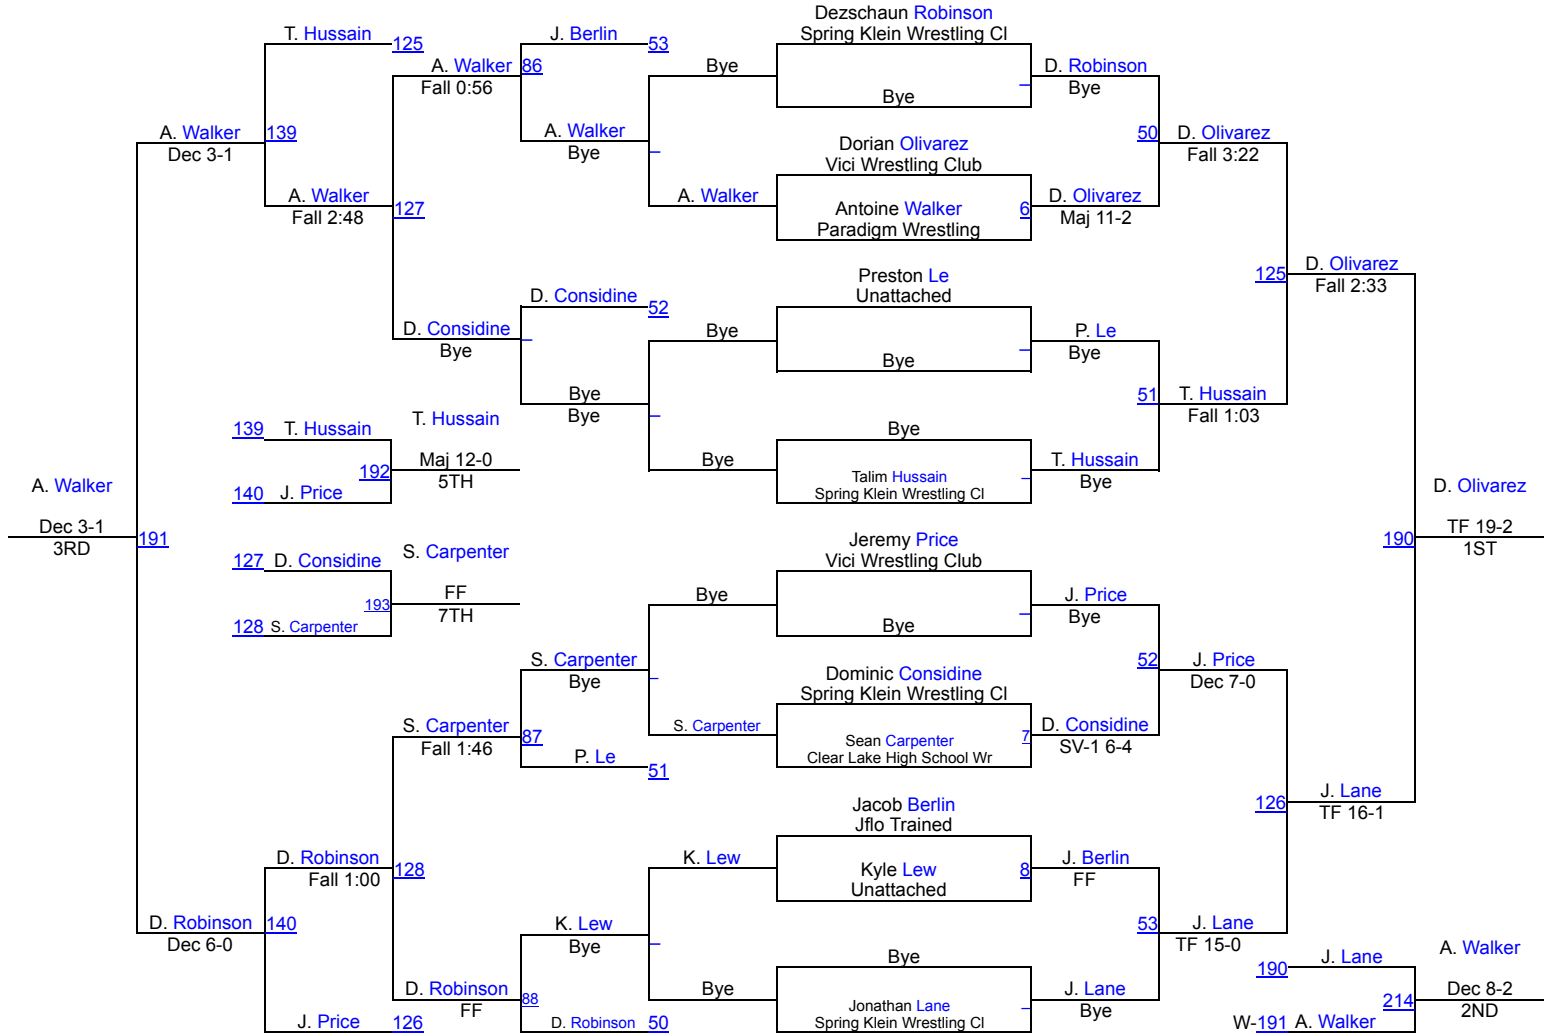 Dezschaun Robinson
Spring Klein Wrestling Cl
T. Hussain
125
J. Berlin
53
A. Walker
86
Fall 0:56
Bye
D. Robinson
Bye
Bye
A. Walker
139
Dec 3-1
A. Walker
Bye
Dorian Olivarez
Vici Wrestling Club
50
D. Olivarez
Fall 3:22
A. Walker
127
Fall 2:48
A. Walker
Antoine Walker
Paradigm Wrestling
6
D. Olivarez
Maj 11-2
Preston Le
Unattached
125
D. Olivarez
Fall 2:33
D. Considine
52
D. Considine
Bye
Bye
Bye
P. Le
Bye
Bye
Bye
51
T. Hussain
Fall 1:03
139
T. Hussain
T. Hussain
192
Maj 12-0
5TH
140
J. Price
Bye
Bye
Talim Hussain
Spring Klein Wrestling Cl
T. Hussain
Bye
A. Walker
Dec 3-1
3RD
191
D. Olivarez
190
TF 19-2
1ST
127
D. Considine
S. Carpenter
193
FF
7TH
128
S. Carpenter
Jeremy Price
Vici Wrestling Club
Bye
Bye
J. Price
Bye
S. Carpenter
Bye
Dominic Considine
Spring Klein Wrestling Cl
52
J. Price
Dec 7-0
S. Carpenter
87
Fall 1:46
S. Carpenter
Sean Carpenter
Clear Lake High School Wr
7
D. Considine
SV-1 6-4
P. Le
51
Jacob Berlin
Jflo Trained
126
J. Lane
TF 16-1
D. Robinson
128
Fall 1:00
K. Lew
Kyle Lew
Unattached
8
J. Berlin
FF
D. Robinson
140
Dec 6-0
K. Lew
Bye
53
J. Lane
TF 15-0
Bye
D. Robinson
88
FF
Bye
Jonathan Lane
Spring Klein Wrestling Cl
J. Lane
Bye
190
J. Lane
A. Walker
214
Dec 8-2
2ND
J. Price
126
D. Robinson
50
W-191
A. Walker